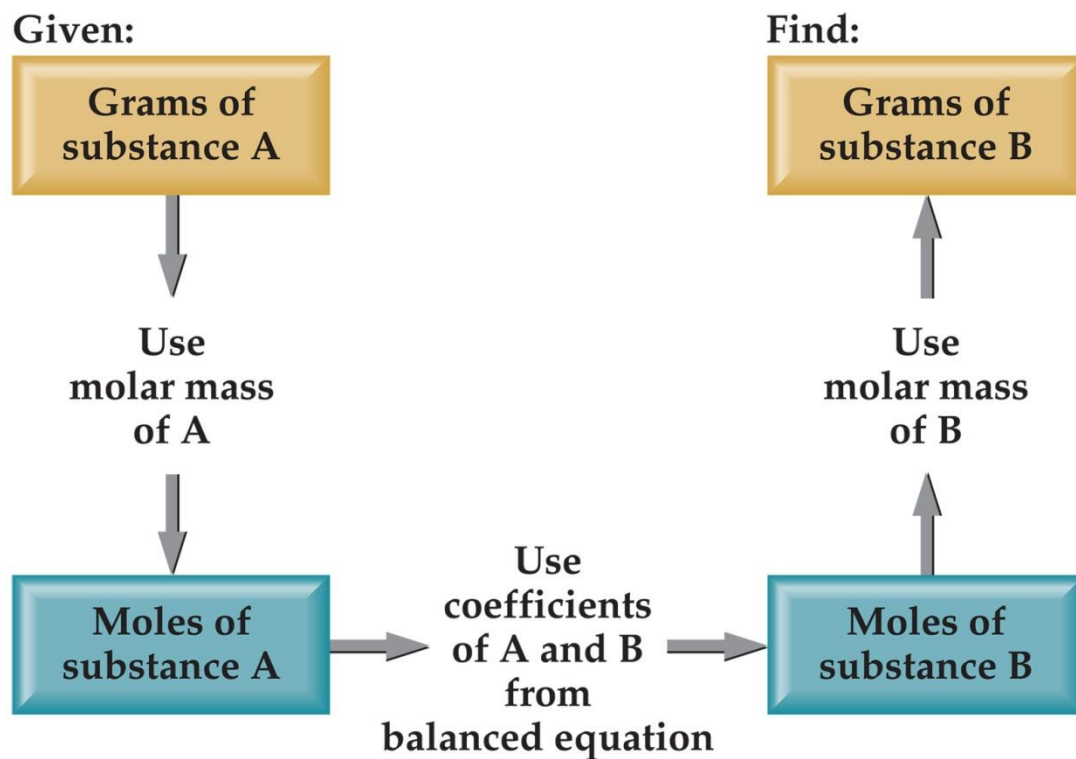 Given:
Grams of
substance A
Use
molar mass
of A
Moles of
substance A
Use
coefficients
of A and B
from
balanced equation
Moles of
substance B
Use
molar mass
of B
Find:
Grams of
substance B